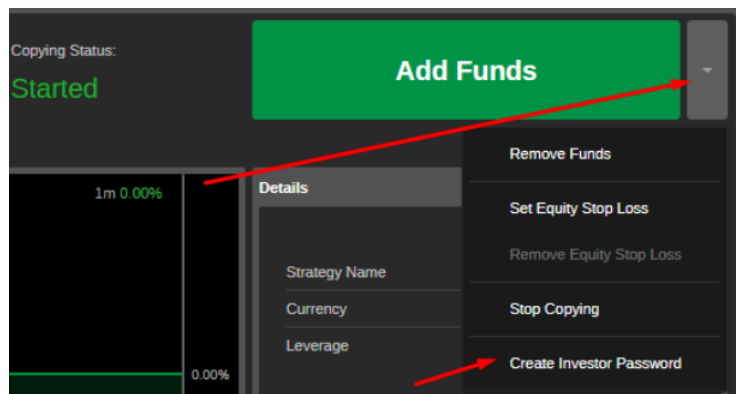 Copying Status:
Started
Add Funds
Remove Funds
Set Equity Stop Loss
Remove Equity Stop Loss
Stop Copying
Create Investor Password
1m 0.00%
0.00%
Details
Strategy Name
Currency
Leverage